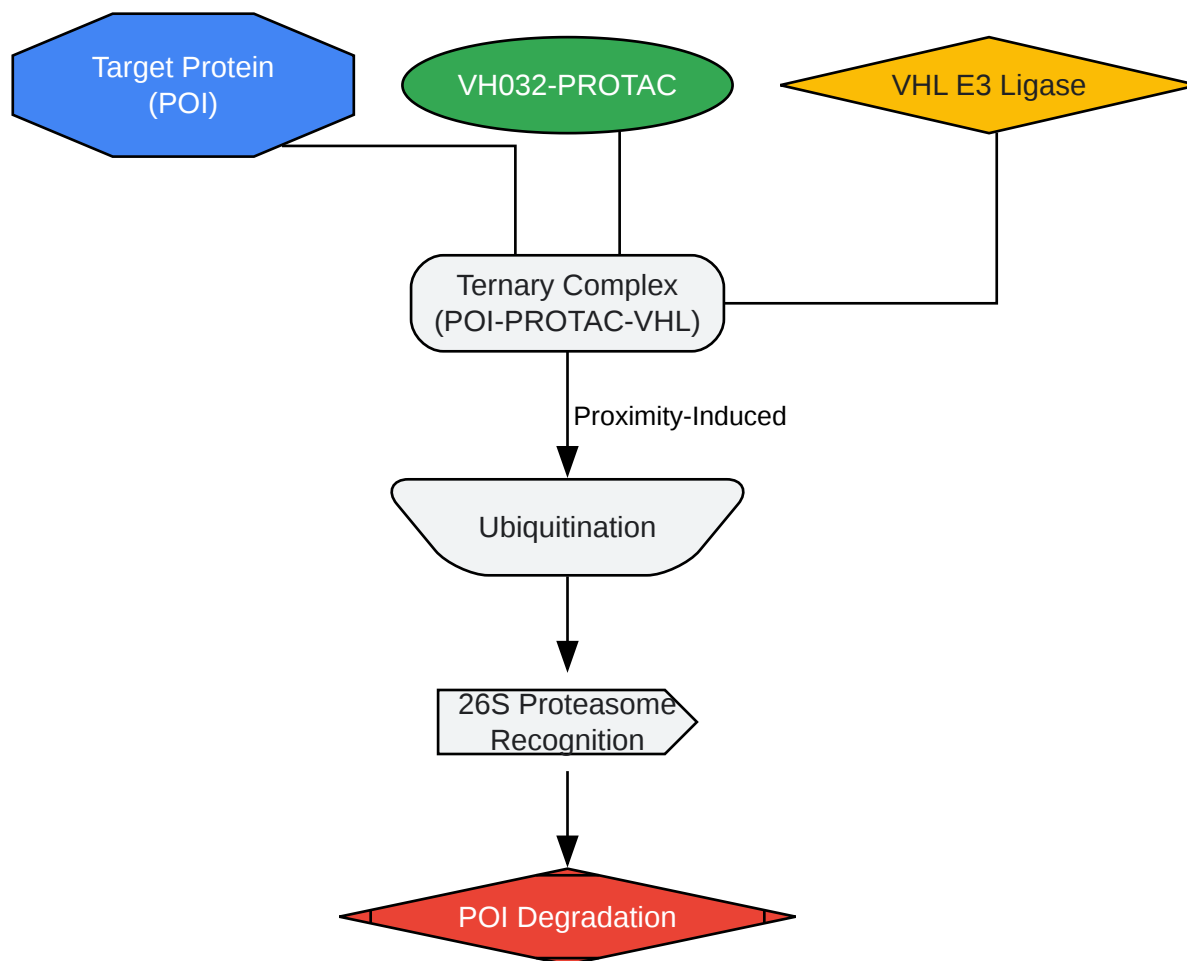 Target Protein
(POI)
VH032-PROTAC
VHL E3 Ligase
Ternary Complex
(POI-PROTAC-VHL)
Proximity-Induced
Ubiquitination
26S Proteasome
Recognition
POI Degradation